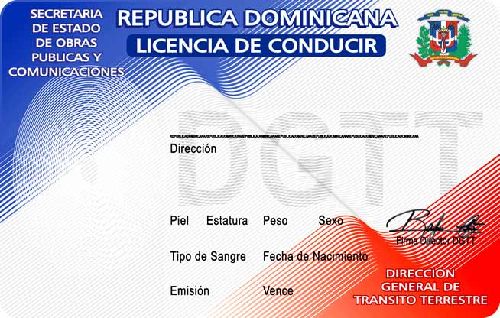 SECRETARIA
DE ESTADO
DE OBRAS
PUBLICAS Y
COMUNICACIONES
REPUBLICA DOMINICANA
LICENCIA DE CONDUCIR
DGTT
Dirección
Piel Estatura Peso Sexo
Firma Director DGTT
Tipo de Sangre Fecha de Nacimiento
Emisión Vence
DIRECCIÓN
GENERAL DE
TRANSITO TERRESTRE